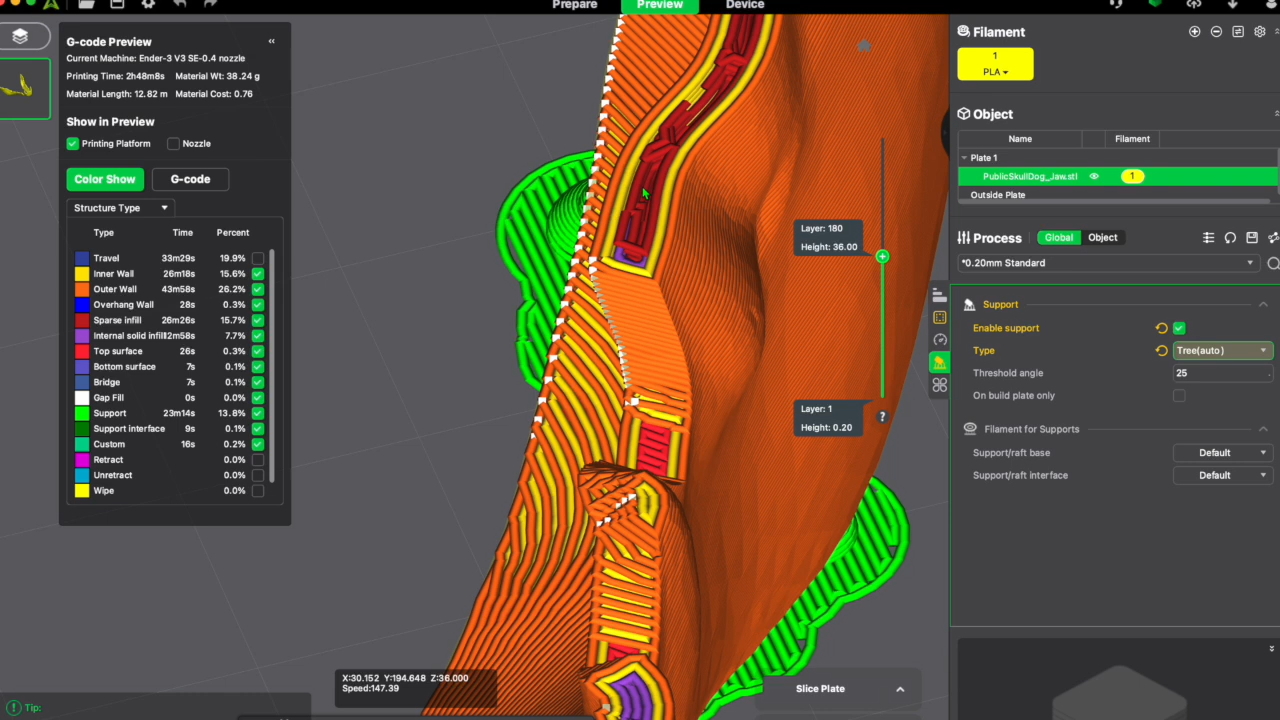 Prepare Preview Device
G-code Preview «
Current Machine: Ender-3 V3 SE-0.4 nozzle
Printing Time: 2h48m8s Material Wt: 38.24 g
Material Length: 12.82 m Material Cost: 0.76
Show in Preview
Printing Platform Nozzle
Color Show G-code
Structure Type
Type Time Percent
Travel 33m29s 19.9%
Inner Wall 26m18s 15.6%
Outer Wall 43m58s 26.2%
Overhang Wall 28s 0.3%
Sparse infill 26m26s 15.7%
Internal solid infill12m58s 7.7%
Top surface 26s 0.3%
Bottom surface 7s 0.1%
Bridge 7s 0.1%
Gap Fill 0s 0.0%
Support 23m14s 13.8%
Support interface 9s 0.1%
Custom 16s 0.2%
Retract 0.0%
Unretract 0.0%
Wipe 0.0%
Layer: 180
Height: 36.00
Layer: 1
Height: 0.20
?
X:30.152 Y:194.648 Z:36.000
Speed:147.39
Slice Plate
Tip:
Filament
1
PLA
Object
Name Filament
Plate 1
PublicSkullDog_Jaw.stl 1
Outside Plate
Process Global Object
*0.20mm Standard
Support
Enable support
Type Tree(auto)
Threshold angle 25
On build plate only
Filament for Supports
Support/raft base Default
Support/raft interface Default